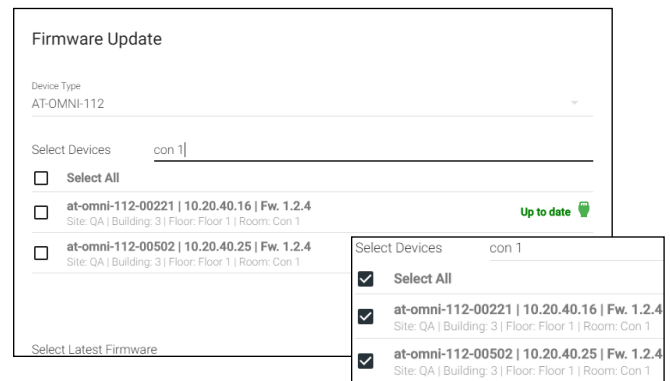 Firmware Update
Device Type
AT-OMNI-112
Select Devices con 1
Select All
at-omni-112-00221 | 10.20.40.16 | Fw. 1.2.4
Site: QA | Building: 3 | Floor: Floor 1 | Room: Con 1
Up to date
at-omni-112-00502 | 10.20.40.25 | Fw. 1.2.4
Site: QA | Building: 3 | Floor: Floor 1 | Room: Con 1
Select Latest Firmware
Select Devices con 1
Select All
at-omni-112-00221 | 10.20.40.16 | Fw. 1.2.4
Site: QA | Building: 3 | Floor: Floor 1 | Room: Con 1
at-omni-112-00502 | 10.20.40.25 | Fw. 1.2.4
Site: QA | Building: 3 | Floor: Floor 1 | Room: Con 1